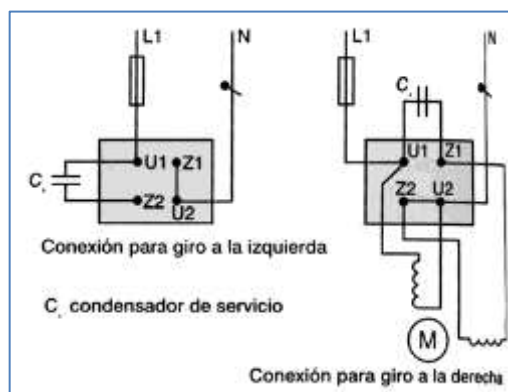 L1 N
C.
U1 Z1
Z2 U2
Conexión para giro a la izquierda
C. condensador de servicio
L1 N
C.
U1 Z1
Z2 U2
M
Conexión para giro a la derecha